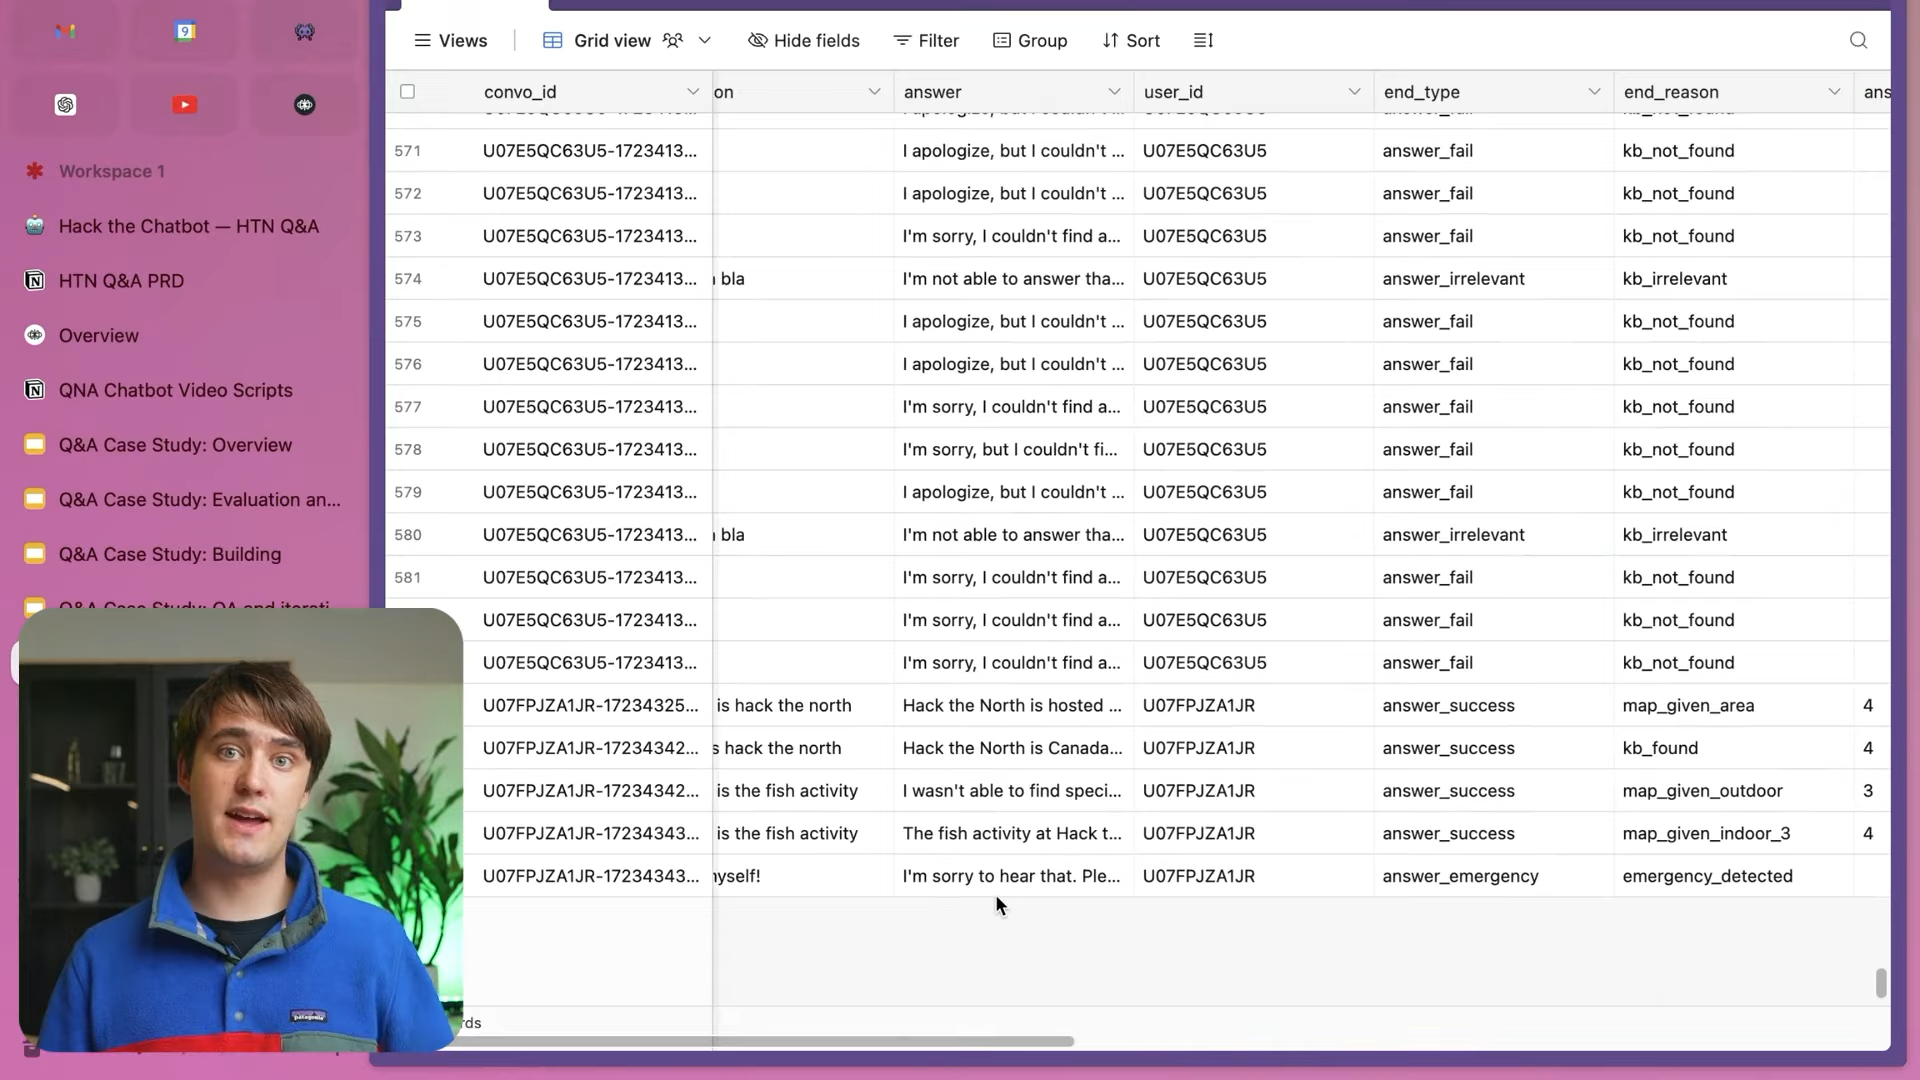 9
Workspace 1
Hack the Chatbot — HTN Q&A
HTN Q&A PRD
Overview
QNA Chatbot Video Scripts
Q&A Case Study: Overview
Q&A Case Study: Evaluation an...
Q&A Case Study: Building
Q&A Case Study: QA and iterati
Views Grid view Hide fields Filter Group Sort
convo_id on answer user_id end_type end_reason ans
571 U07E5QC63U5-1723413... I apologize, but I couldn't ... U07E5QC63U5 answer_fail kb_not_found
572 U07E5QC63U5-1723413... I apologize, but I couldn't ... U07E5QC63U5 answer_fail kb_not_found
573 U07E5QC63U5-1723413... I'm sorry, I couldn't find a... U07E5QC63U5 answer_fail kb_not_found
574 U07E5QC63U5-1723413... bla I'm not able to answer tha... U07E5QC63U5 answer_irrelevant kb_irrelevant
575 U07E5QC63U5-1723413... I apologize, but I couldn't ... U07E5QC63U5 answer_fail kb_not_found
576 U07E5QC63U5-1723413... I apologize, but I couldn't ... U07E5QC63U5 answer_fail kb_not_found
577 U07E5QC63U5-1723413... I'm sorry, I couldn't find a... U07E5QC63U5 answer_fail kb_not_found
578 U07E5QC63U5-1723413... I'm sorry, but I couldn't fi... U07E5QC63U5 answer_fail kb_not_found
579 U07E5QC63U5-1723413... I apologize, but I couldn't ... U07E5QC63U5 answer_fail kb_not_found
580 U07E5QC63U5-1723413... bla I'm not able to answer tha... U07E5QC63U5 answer_irrelevant kb_irrelevant
581 U07E5QC63U5-1723413... I'm sorry, I couldn't find a... U07E5QC63U5 answer_fail kb_not_found
U07E5QC63U5-1723413... I'm sorry, I couldn't find a... U07E5QC63U5 answer_fail kb_not_found
U07E5QC63U5-1723413... I'm sorry, I couldn't find a... U07E5QC63U5 answer_fail kb_not_found
U07FPJZA1JR-17234325... is hack the north Hack the North is hosted ... U07FPJZA1JR answer_success map_given_area 4
U07FPJZA1JR-17234342... s hack the north Hack the North is Canada... U07FPJZA1JR answer_success kb_found 4
U07FPJZA1JR-17234342... is the fish activity I wasn't able to find speci... U07FPJZA1JR answer_success map_given_outdoor 3
U07FPJZA1JR-17234343... is the fish activity The fish activity at Hack t... U07FPJZA1JR answer_success map_given_indoor_3 4
U07FPJZA1JR-17234343... nyself! I'm sorry to hear that. Ple... U07FPJZA1JR answer_emergency emergency_detected
rds
patagonia